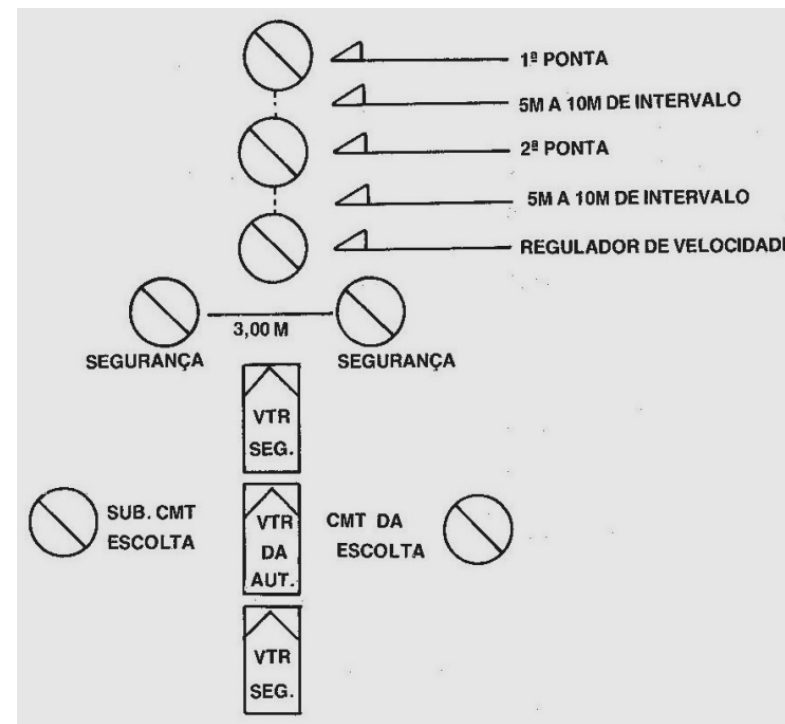 1ª PONTA
5M A 10M DE INTERVALO
2ª PONTA
5M A 10M DE INTERVALO
REGULADOR DE VELOCIDADE
3,00 M
SEGURANÇA
SEGURANÇA
VTR
SEG.
SUB. CMT
ESCOLTA
VTR
DA
AUT.
CMT DA
ESCOLTA
VTR
SEG.